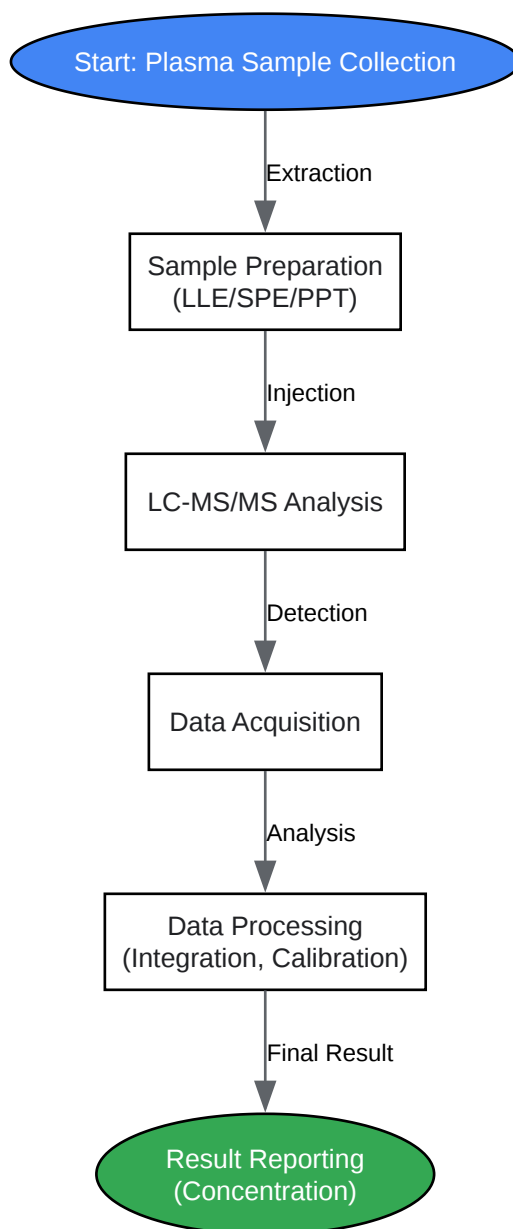 Start: Plasma Sample Collection
Extraction
Sample Preparation
(LLE/SPE/PPT)
Injection
LC-MS/MS Analysis
Detection
Data Acquisition
Analysis
Data Processing
(Integration, Calibration)
Final Result
Result Reporting
(Concentration)